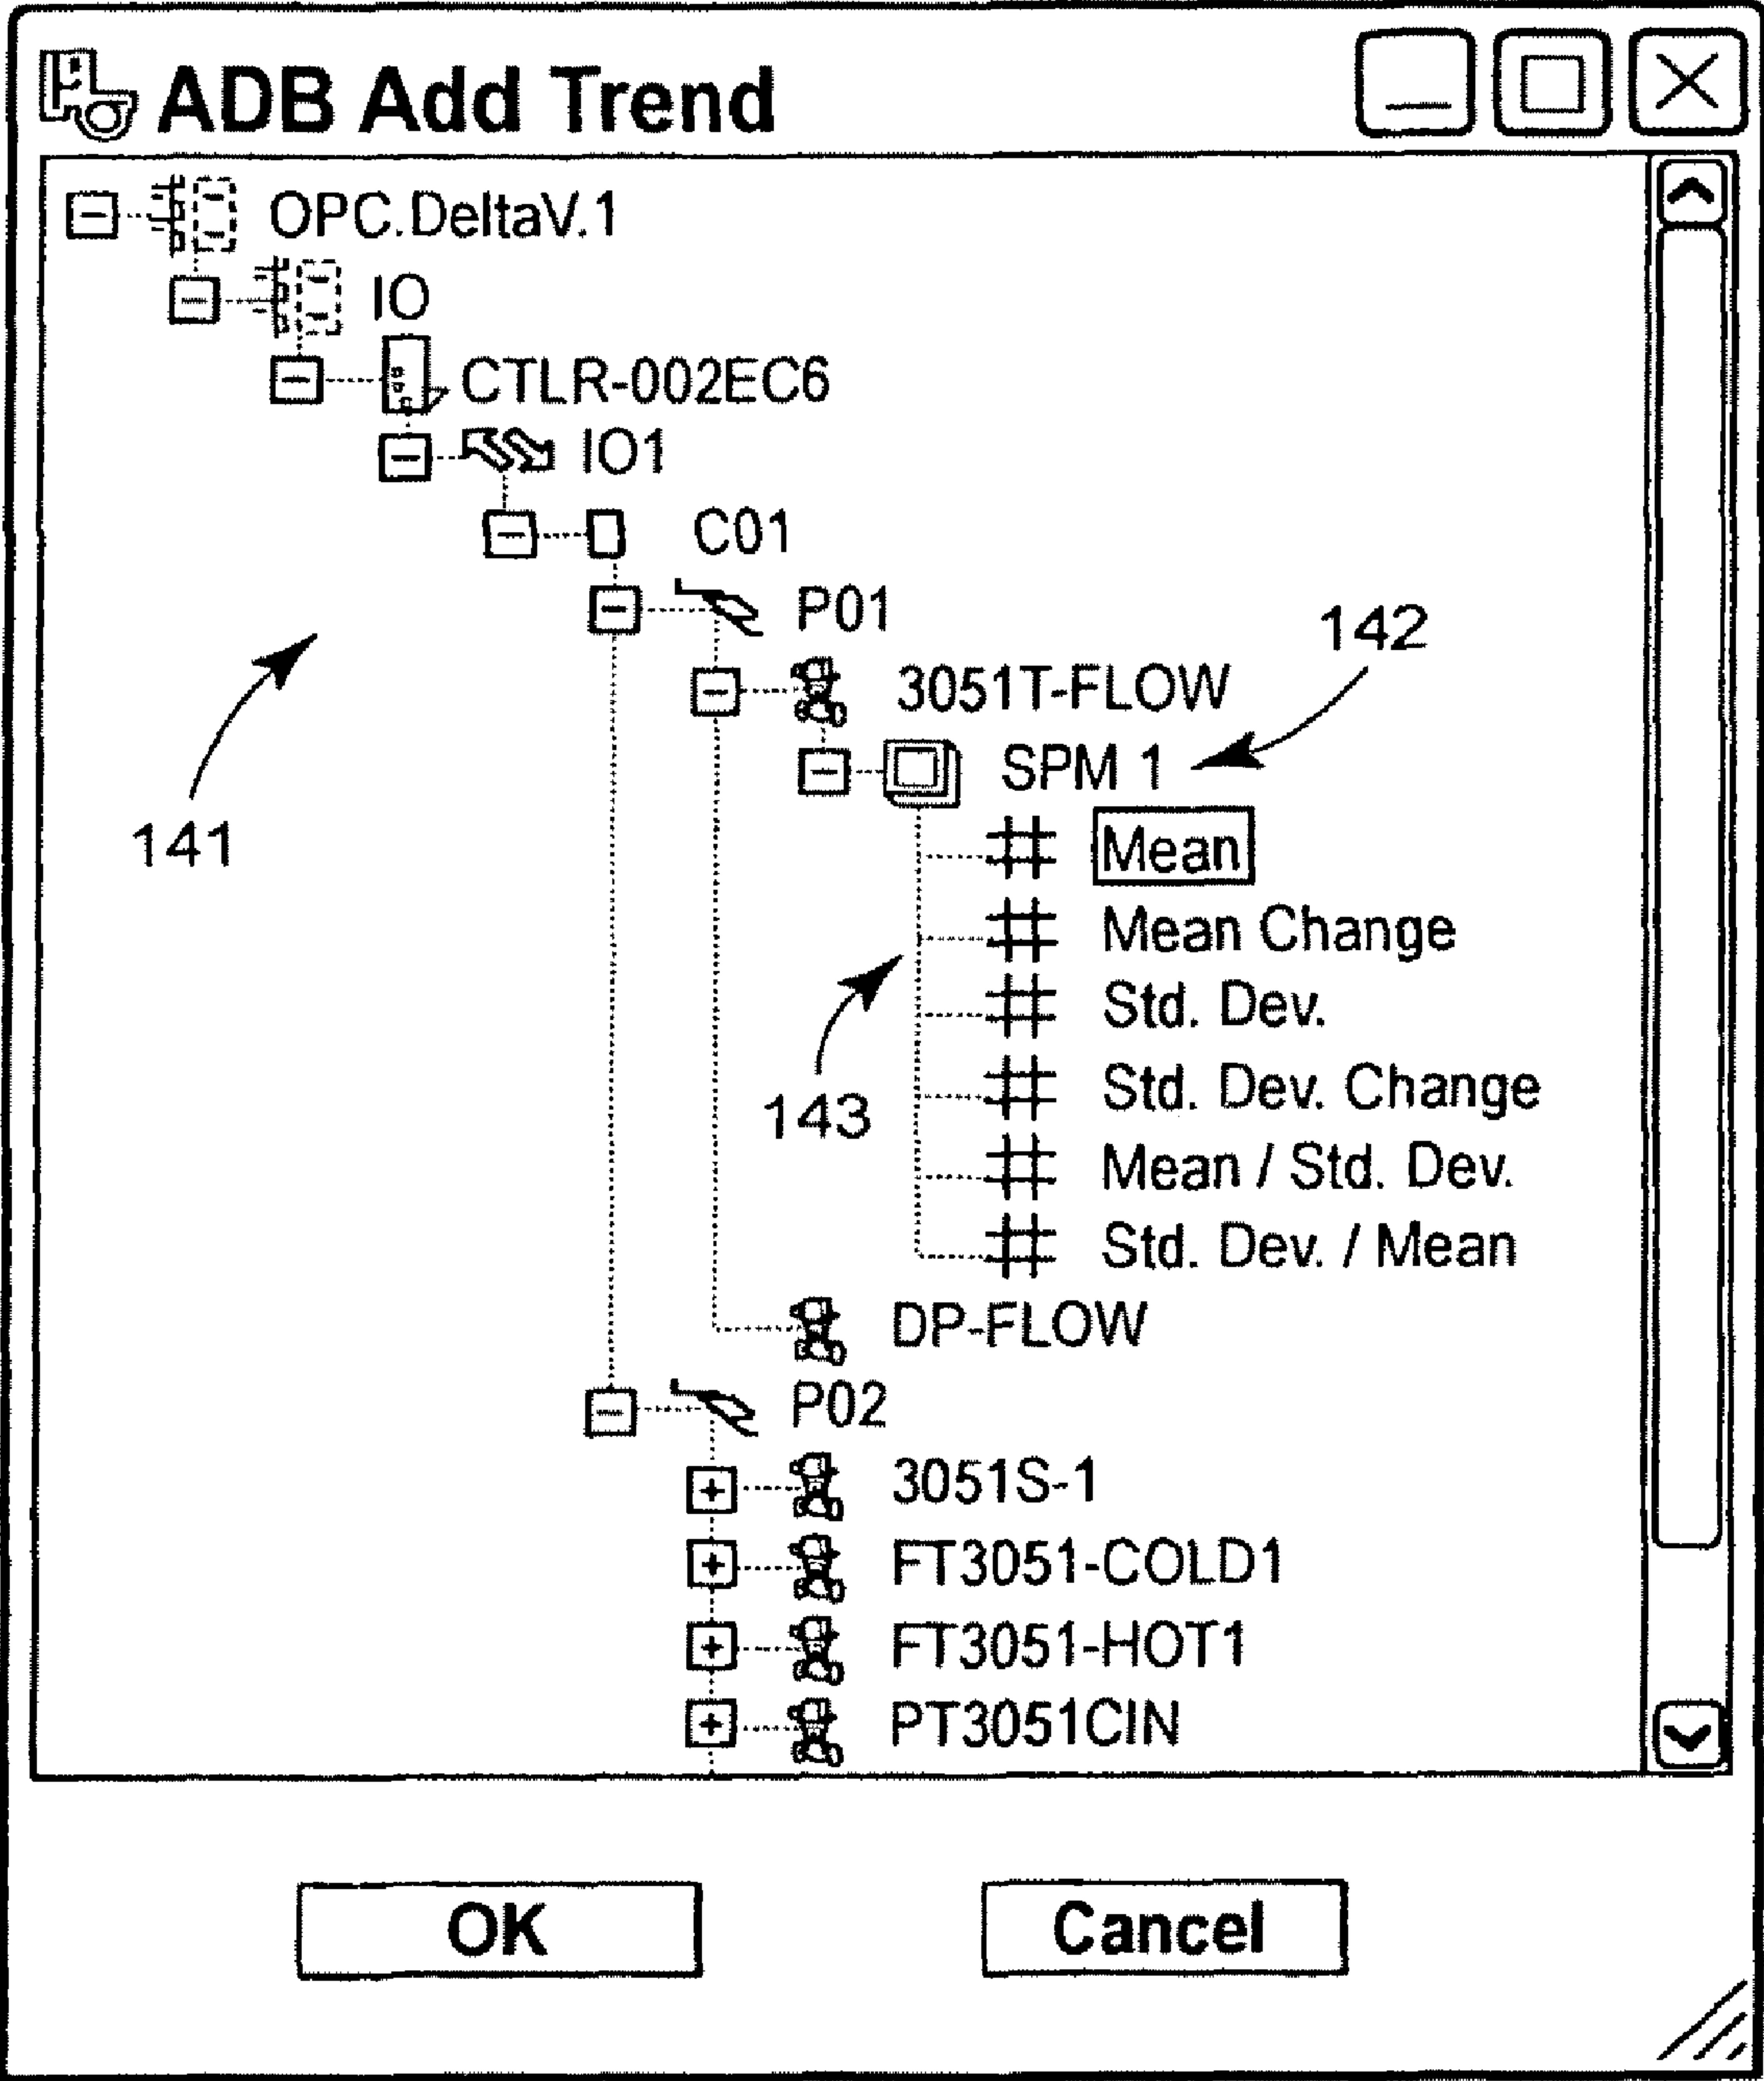 ADB Add Trend
OPC.DeltaV.1
IO
CTLR-002EC6
IO1
C01
P01
142
3051T-FLOW
SPM 1
141
Mean
Mean Change
Std. Dev.
143
Std. Dev. Change
Mean / Std. Dev.
Std. Dev. / Mean
DP-FLOW
P02
3051S-1
FT3051-COLD1
FT3051-HOT1
PT3051CIN
OK
Cancel